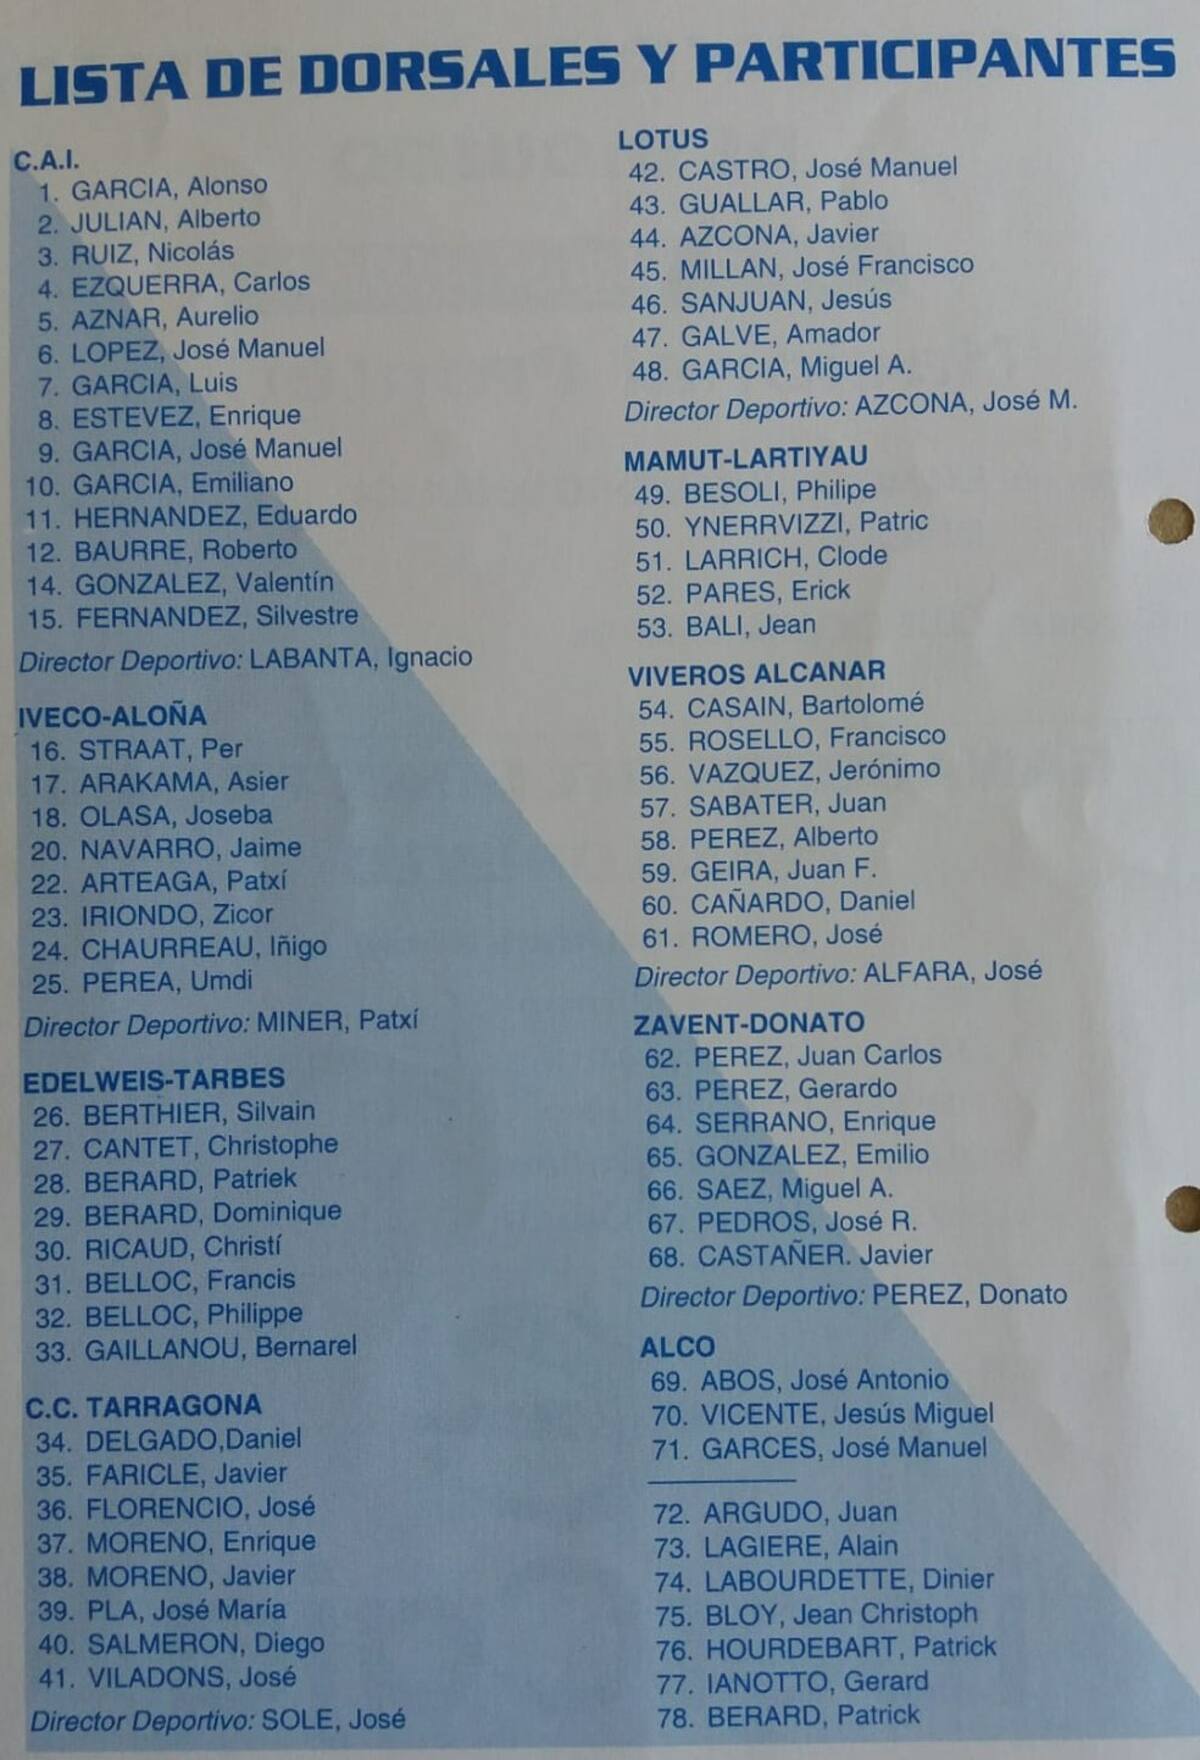 LISTA DE DORSALES Y PARTICIPANTES
C.A.I.
1. GARCIA, Alonso
2. JULIAN, Alberto
3. RUIZ, Nicolás
4. EZQUERRA, Carlos
5. AZNAR, Aurelio
6. LOPEZ, José Manuel
7. GARCIA, Luis
8. ESTEVEZ, Enrique
9. GARCIA, José Manuel
10. GARCIA, Emiliano
11. HERNANDEZ, Eduardo
12. BAURRE, Roberto
14. GONZALEZ, Valentín
15. FERNANDEZ, Silvestre
Director Deportivo: LABANTA, Ignacio
IVECO-ALOÑA
16. STRAAT, Per
17. ARAKAMA, Asier
18. OLASA, Joseba
20. NAVARRO, Jaime
22. ARTEAGA, Patxí
23. IRIONDO, Zicor
24. CHAURREAU, Iñigo
25. PEREA, Umdi
Director Deportivo: MINER, Patxí
EDELWEIS-TARBES
26. BERTHIER, Silvain
27. CANTET, Christophe
28. BERARD, Patriek
29. BERARD, Dominique
30. RICAUD, Christí
31. BELLOC, Francis
32. BELLOC, Philippe
33. GAILLANOU, Bernarel
C.C. TARRAGONA
34. DELGADO,Daniel
35. FARICLE, Javier
36. FLORENCIO, José
37. MORENO, Enrique
38. MORENO, Javier
39. PLA, José María
40. SALMERON, Diego
41. VILADONS, José
Director Deportivo: SOLE, José
LOTUS
42. CASTRO, José Manuel
43. GUALLAR, Pablo
44. AZCONA, Javier
45. MILLAN, José Francisco
46. SANJUAN, Jesús
47. GALVE, Amador
48. GARCIA, Miguel A.
Director Deportivo: AZCONA, José M.
MAMUT-LARTIYAU
49. BESOLI, Philipe
50. YNERRVIZZI, Patric
51. LARRICH, Clode
52. PARES, Erick
53. BALI, Jean
VIVEROS ALCANAR
54. CASAIN, Bartolomé
55. ROSELLO, Francisco
56. VAZQUEZ, Jerónimo
57. SABATER, Juan
58. PEREZ, Alberto
59. GEIRA, Juan F.
60. CAÑARDO, Daniel
61. ROMERO, José
Director Deportivo: ALFARA, José
ZAVENT-DONATO
62. PEREZ, Juan Carlos
63. PEREZ, Gerardo
64. SERRANO, Enrique
65. GONZALEZ, Emilio
66. SAEZ, Miguel A.
67. PEDROS, José R.
68. CASTAÑER. Javier
Director Deportivo: PEREZ, Donato
ALCO
69. ABOS, José Antonio
70. VICENTE, Jesús Miguel
71. GARCES, José Manuel
72. ARGUDO, Juan
73. LAGIERE, Alain
74. LABOURDETTE, Dinier
75. BLOY, Jean Christoph
76. HOURDEBART, Patrick
77. IANOTTO, Gerard
78. BERARD, Patrick